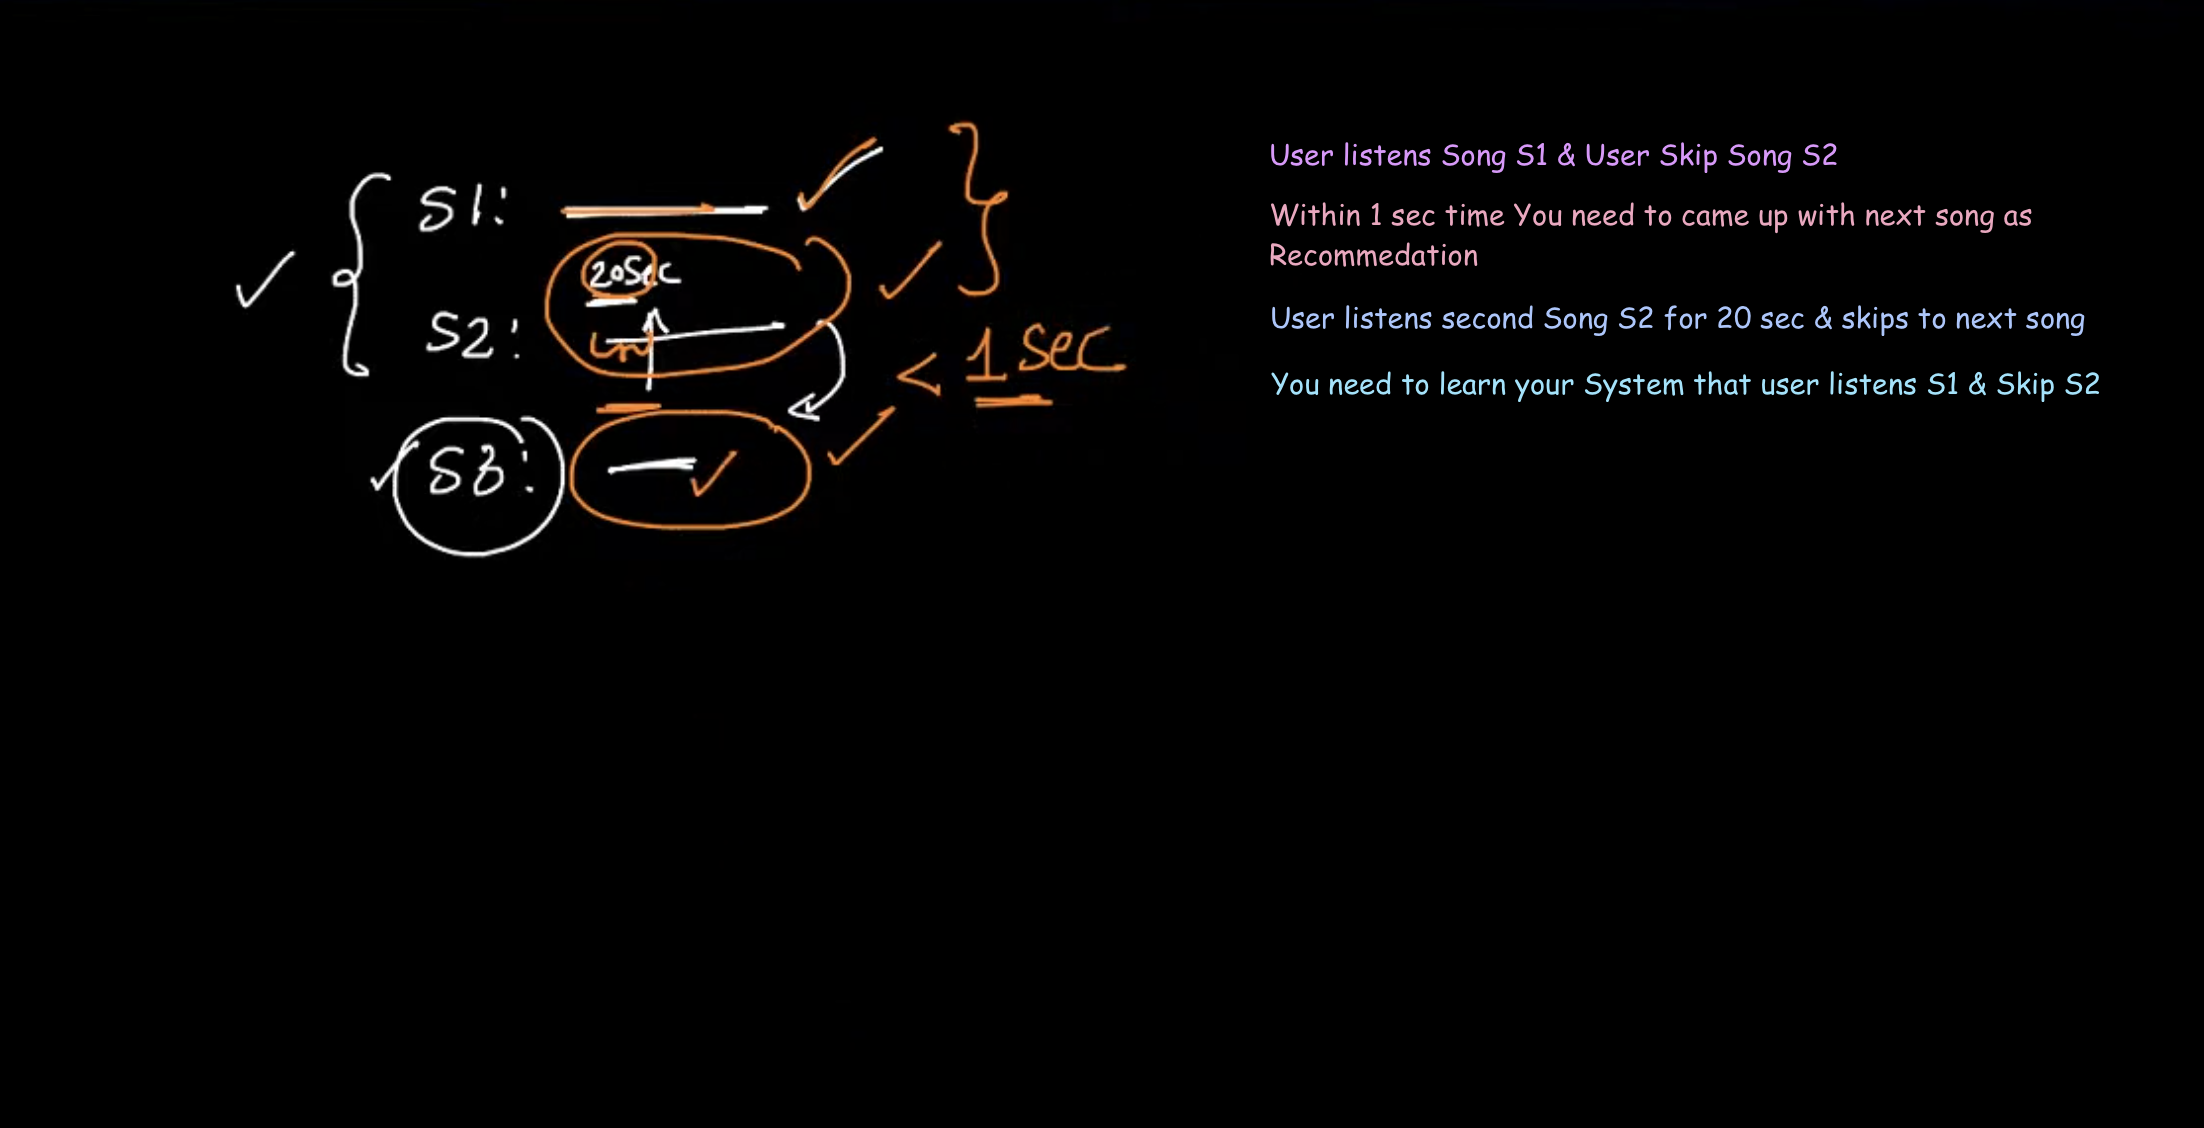 S1:
20Sec
S2:
< 1 Sec
S3:
User listens Song S1 & User Skip Song S2
Within 1 sec time You need to came up with next song as
Recommedation
User listens second Song S2 for 20 sec & skips to next song
You need to learn your System that user listens S1 & Skip S2